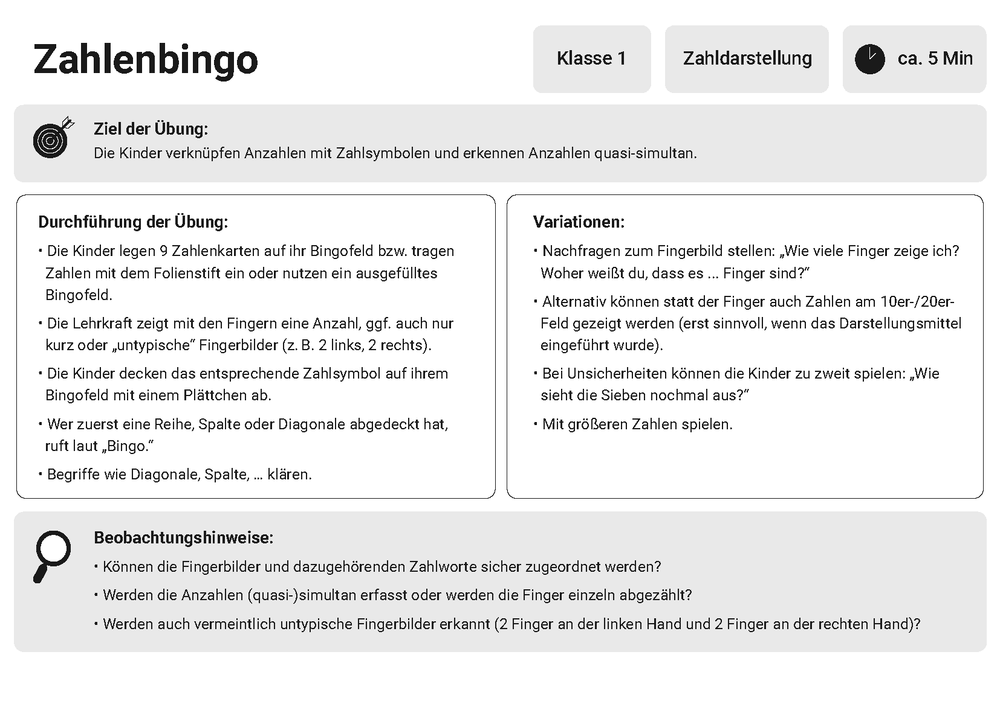 Zahlenbingo
Klasse 1
Zahldarstellung
ca. 5 Min
Ziel der Übung:
Die Kinder verknüpfen Anzahlen mit Zahlsymbolen und erkennen Anzahlen quasi-simultan.
Durchführung der Übung:
• Die Kinder legen 9 Zahlenkarten auf ihr Bingofeld bzw. tragen
Zahlen mit dem Folienstift ein oder nutzen ein ausgefülltes
Bingofeld.
• Die Lehrkraft zeigt mit den Fingern eine Anzahl, ggf. auch nur
kurz oder „untypische“ Fingerbilder (z. B. 2 links, 2 rechts).
• Die Kinder decken das entsprechende Zahlsymbol auf ihrem
Bingofeld mit einem Plättchen ab.
• Wer zuerst eine Reihe, Spalte oder Diagonale abgedeckt hat,
ruft laut „Bingo.“
• Begriffe wie Diagonale, Spalte, … klären.
Variationen:
• Nachfragen zum Fingerbild stellen: „Wie viele Finger zeige ich?
Woher weißt du, dass es ... Finger sind?“
• Alternativ können statt der Finger auch Zahlen am 10er-/20er-
Feld gezeigt werden (erst sinnvoll, wenn das Darstellungsmittel
eingeführt wurde).
• Bei Unsicherheiten können die Kinder zu zweit spielen: „Wie
sieht die Sieben nochmal aus?“
• Mit größeren Zahlen spielen.
Beobachtungshinweise:
• Können die Fingerbilder und dazugehörenden Zahlworte sicher zugeordnet werden?
• Werden die Anzahlen (quasi-)simultan erfasst oder werden die Finger einzeln abgezählt?
• Werden auch vermeintlich untypische Fingerbilder erkannt (2 Finger an der linken Hand und 2 Finger an der rechten Hand)?